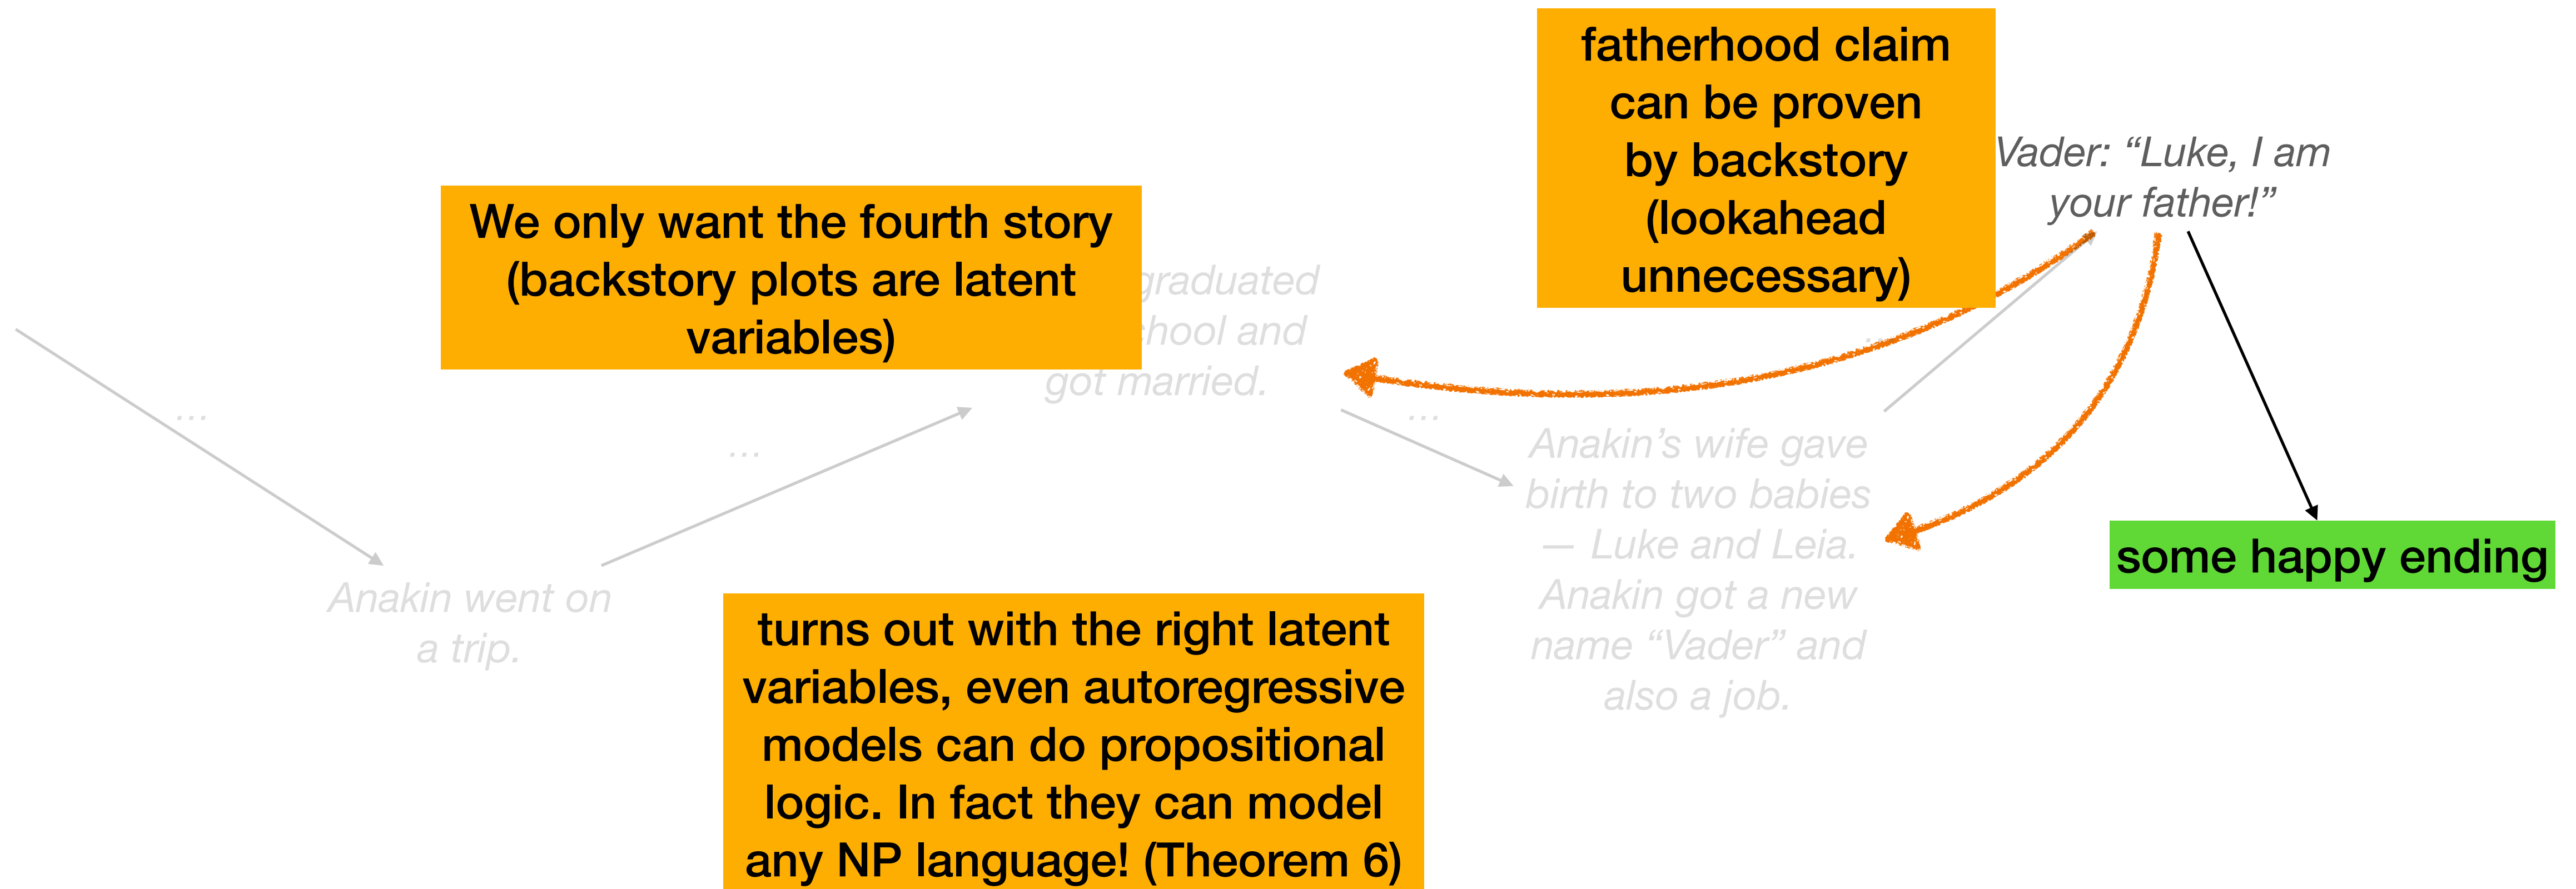 fatherhood claim
can be proven
by backstory
(lookahead
unnecessary)
Vader: “Luke, I am
your father!”
We only want the fourth story
(backstory plots are latent
variables)
graduated
and
got married.
...
...
...
...
Anakin’s wife gave
birth to two babies
— Luke and Leia.
Anakin got a new
name “Vader” and
also a job.
some happy ending
Anakin went on
a trip.
turns out with the right latent
variables, even autoregressive
models can do propositional
logic. In fact they can model
any NP language! (Theorem 6)